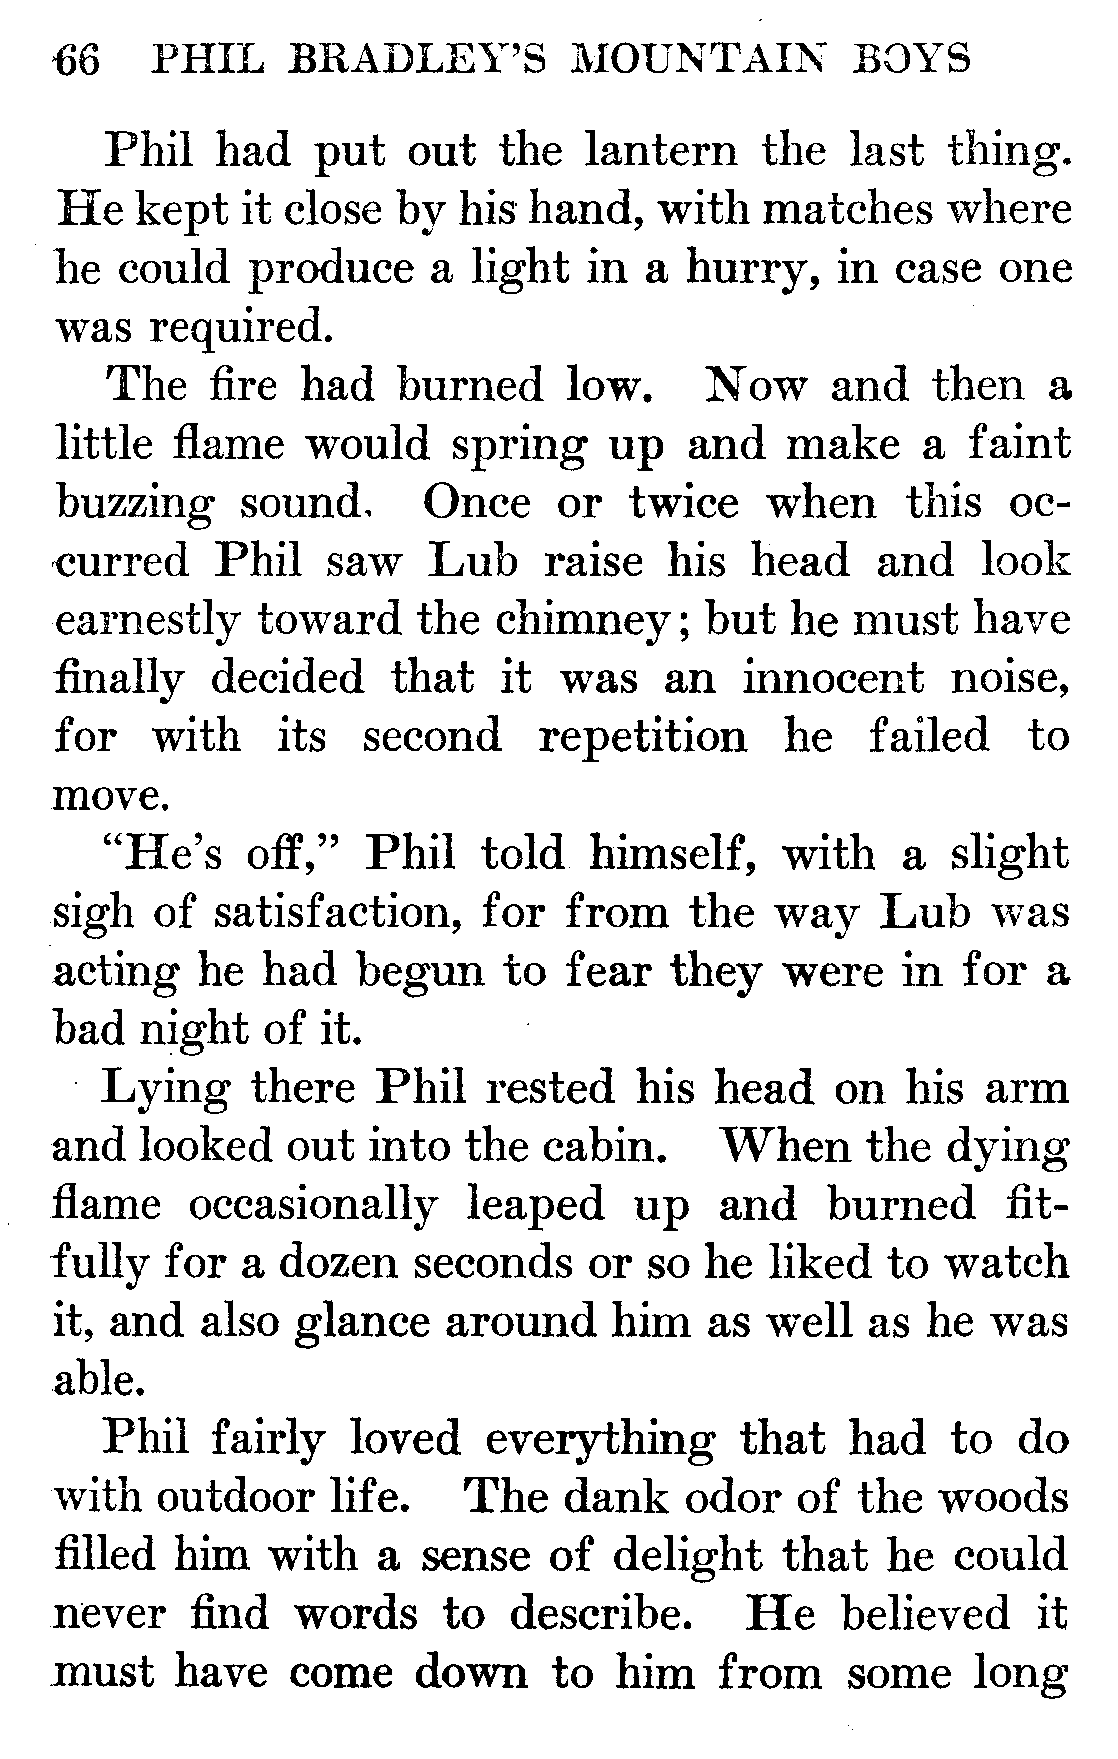 66 PHIL BRADLEY'S MOUNTAIN BOYS
Phil had put out the lantern the last thing.
He kept it close by his hand, with matches where
he could produce a light in a hurry, in case one
was required.
The fire had burned low. Now and then a
little flame would spring up and make a faint
buzzing sound. Once or twice when this oc-
curred Phil saw Lub raise his head and look
earnestly toward the chimney; but he must have
finally decided that it was an innocent noise,
for with its second repetition he failed to
move.
“He's off,” Phil told himself, with a slight
sigh of satisfaction, for from the way Lub was
acting he had begun to fear they were in for a
bad night of it.
Lying there Phil rested his head on his arm
and looked out into the cabin. When the dying
flame occasionally leaped up and burned fit-
fully for a dozen seconds or so he liked to watch
it, and also glance around him as well as he was
able.
Phil fairly loved everything that had to do
with outdoor life. The dank odor of the woods
filled him with a sense of delight that he could
never find words to describe. He believed it
must have come down to him from some long